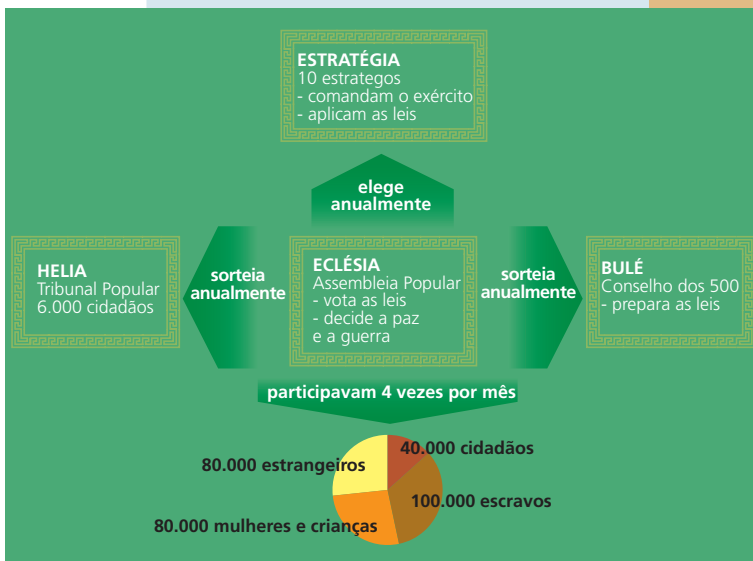 ESTRATÉGIA
10 estrategos
- comandam o exército
- aplicam as leis
elege
anualmente
HELIA
Tribunal Popular
6.000 cidadãos
sorteia
anualmente
ECLÉSIA
Assembleia Popular
- vota as leis
- decide a paz
e a guerra
sorteia
anualmente
BULÉ
Conselho dos 500
- prepara as leis
participavam 4 vezes por mês
40.000 cidadãos
80.000 estrangeiros
100.000 escravos
80.000 mulheres e crianças